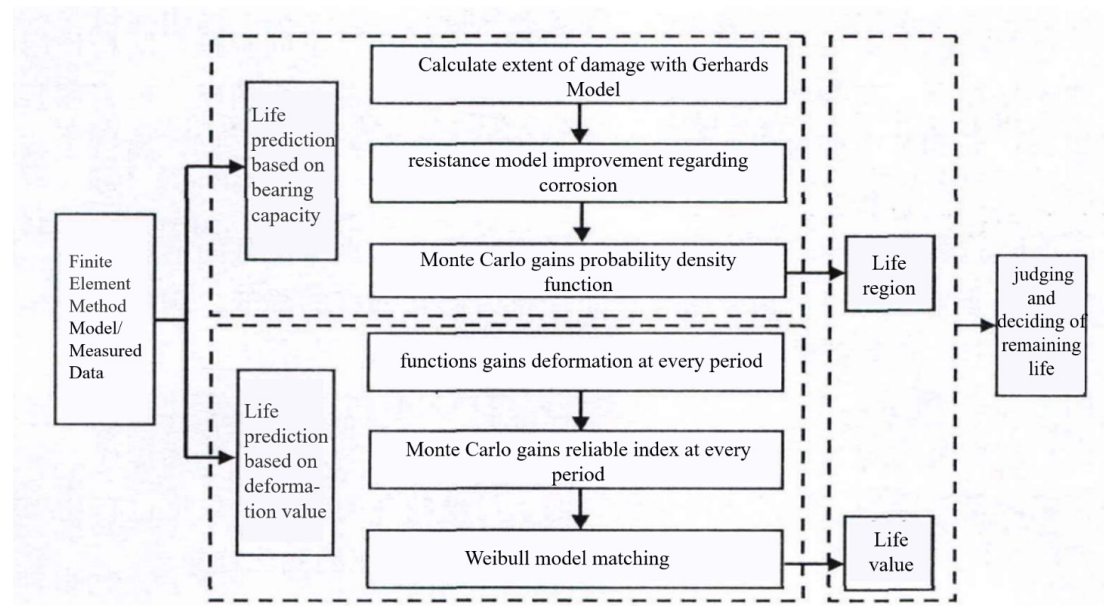 Finite
Element
Method
Model/
Measured
Data
Life
prediction
based on
bearing
capacity
Calculate extent of damage with Gerhards
Model
resistance model improvement regarding
corrosion
Monte Carlo gains probability density
function
Life
prediction
based on
deforma-
tion value
functions gains deformation at every period
Monte Carlo gains reliable index at every
period
Weibull model matching
Life
region
Life
value
judging
and
deciding of
remaining
life